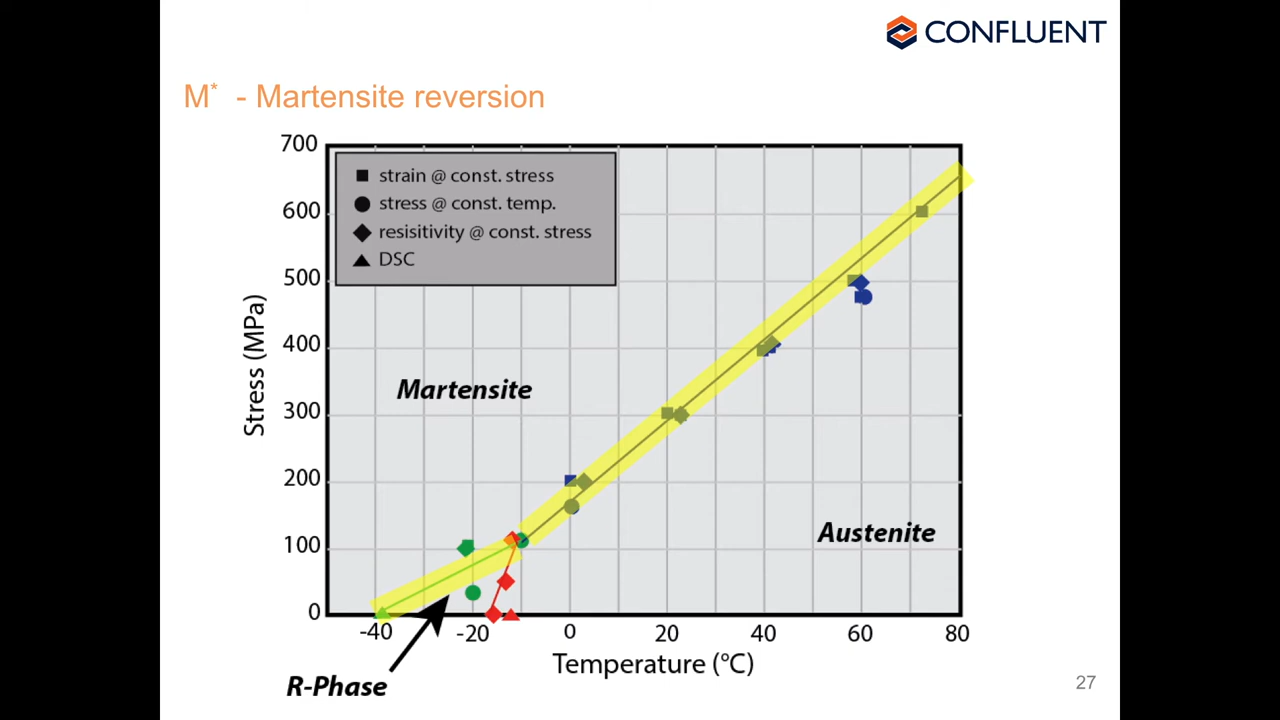 CONFLUENT
M* - Martensite reversion
700
600
500
400
300
200
100
0
Stress (MPa)
strain @ const. stress
stress @ const. temp.
resisitivity @ const. stress
DSC
Martensite
Austenite
-40 -20 0 20 40 60 80
Temperature (°C)
R-Phase
27